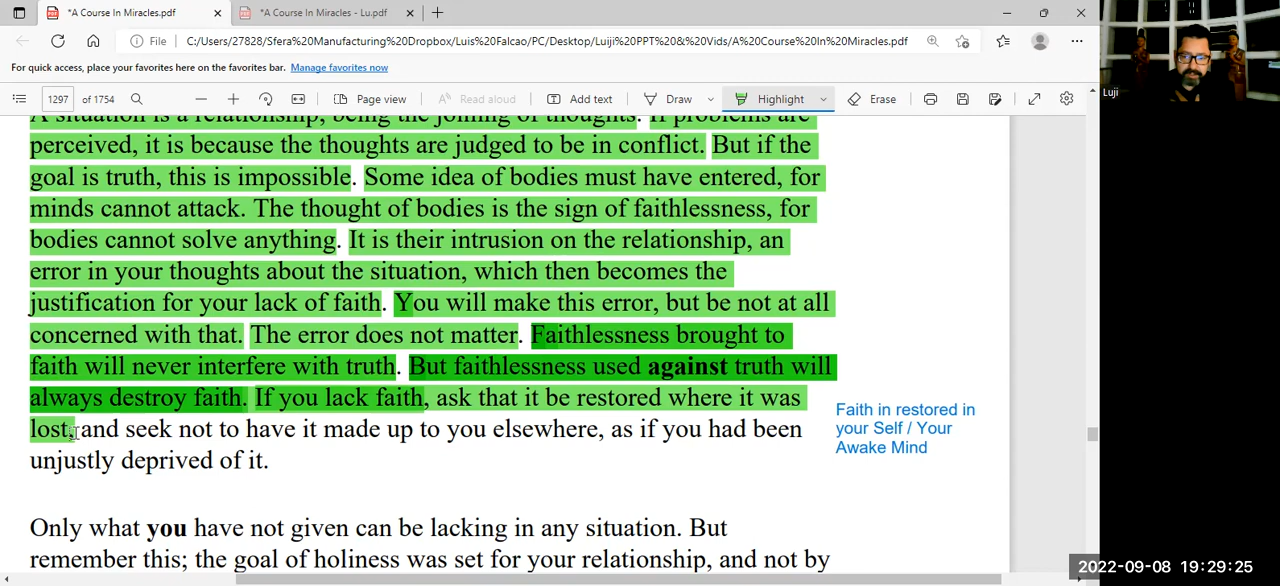 *A Course In Miracles.pdf
*A Course In Miracles - Lu.pdf
File
C:/Users/27828/Sfera%20Manufacturing%20Dropbox/Luis%20Falcao/PC/Desktop/Luiji%20PPT%20&%20Vids/A%20Course%20In%20Miracles.pdf
For quick access, place your favorites here on the favorites bar. Manage favorites now
1297 of 1754
Page view
Read aloud
Add text
Draw
Highlight
Erase
Luji
A situation is a relationship, being the joining of thoughts. If problems are
perceived, it is because the thoughts are judged to be in conflict. But if the
goal is truth, this is impossible. Some idea of bodies must have entered, for
minds cannot attack. The thought of bodies is the sign of faithlessness, for
bodies cannot solve anything. It is their intrusion on the relationship, an
error in your thoughts about the situation, which then becomes the
justification for your lack of faith. You will make this error, but be not at all
concerned with that. The error does not matter. Faithlessness brought to
faith will never interfere with truth. But faithlessness used against truth will
always destroy faith. If you lack faith, ask that it be restored where it was
lost, and seek not to have it made up to you elsewhere, as if you had been
unjustly deprived of it.
Faith in restored in
your Self / Your
Awake Mind
Only what you have not given can be lacking in any situation. But
remember this; the goal of holiness was set for your relationship, and not by
2022-09-08 19:29:25